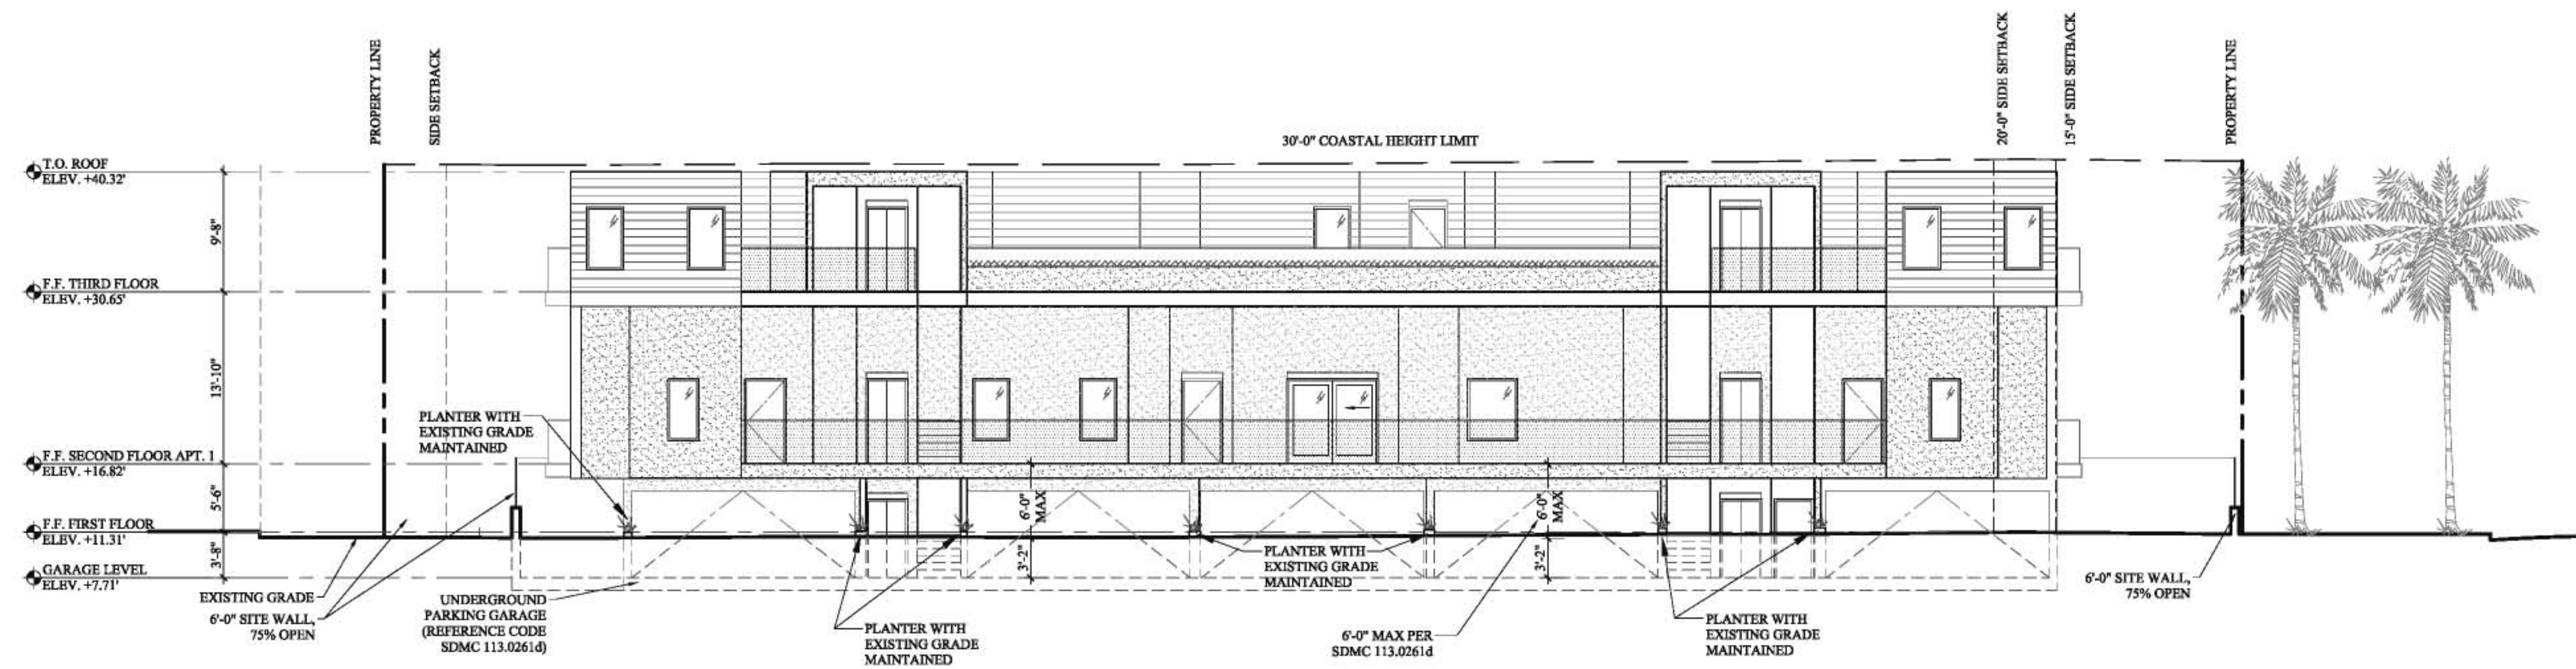 PROPERTY LINE
SIDE SETBACK
30'-0" COASTAL HEIGHT LIMIT
20'-0" SIDE SETBACK
15'-0" SIDE SETBACK
PROPERTY LINE
T.O. ROOF
ELEV. +40.32'
9'-8"
F.F. THIRD FLOOR
ELEV. +30.65'
13'-10"
F.F. SECOND FLOOR APT. 1
ELEV. +16.82'
5'-6"
F.F. FIRST FLOOR
ELEV. +11.31'
3'-8"
GARAGE LEVEL
ELEV. +7.71'
PLANTER WITH
EXISTING GRADE
MAINTAINED
EXISTING GRADE
6'-0" SITE WALL,
75% OPEN
UNDERGROUND
PARKING GARAGE
(REFERENCE CODE
SDMC 113.0261d)
PLANTER WITH
EXISTING GRADE
MAINTAINED
6'-0"
MAX
3'-2"
PLANTER WITH
EXISTING GRADE
MAINTAINED
6'-0" MAX PER
SDMC 113.0261d
6'-0"
MAX
3'-2"
PLANTER WITH
EXISTING GRADE
MAINTAINED
6'-0" SITE WALL,
75% OPEN